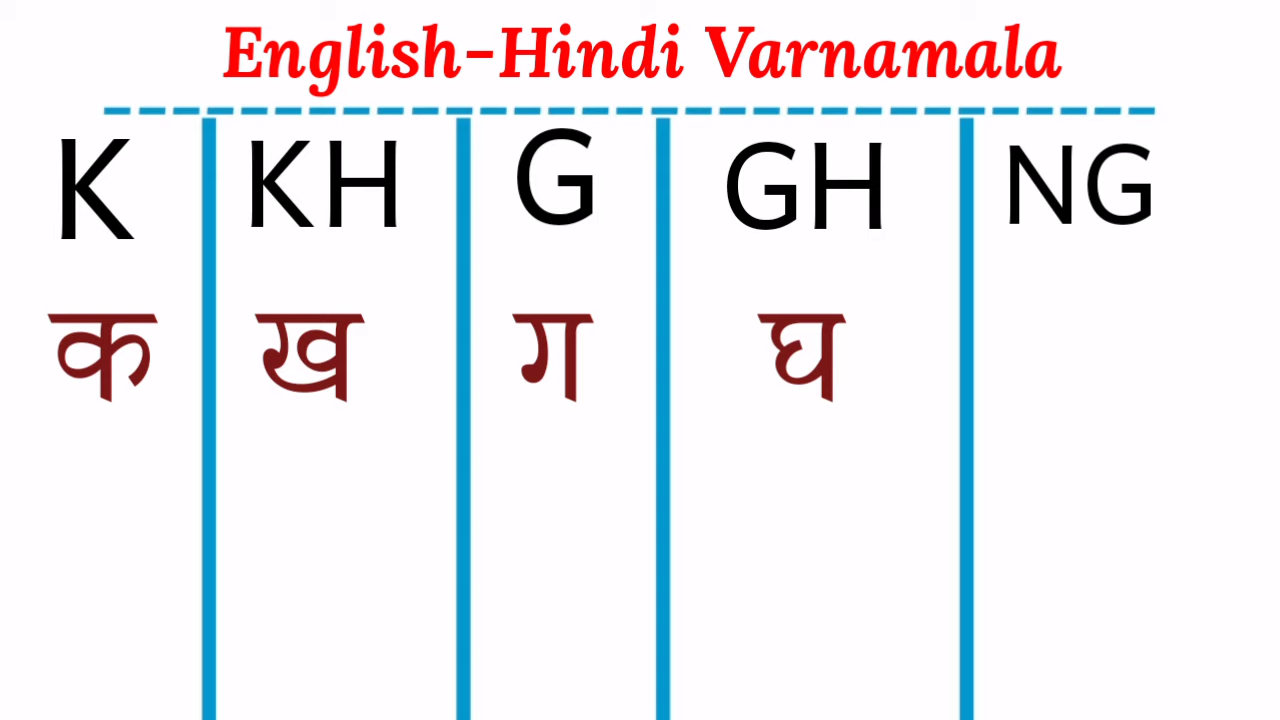 English-Hindi Varnamala
K KH G GH NG
क ख ग घ